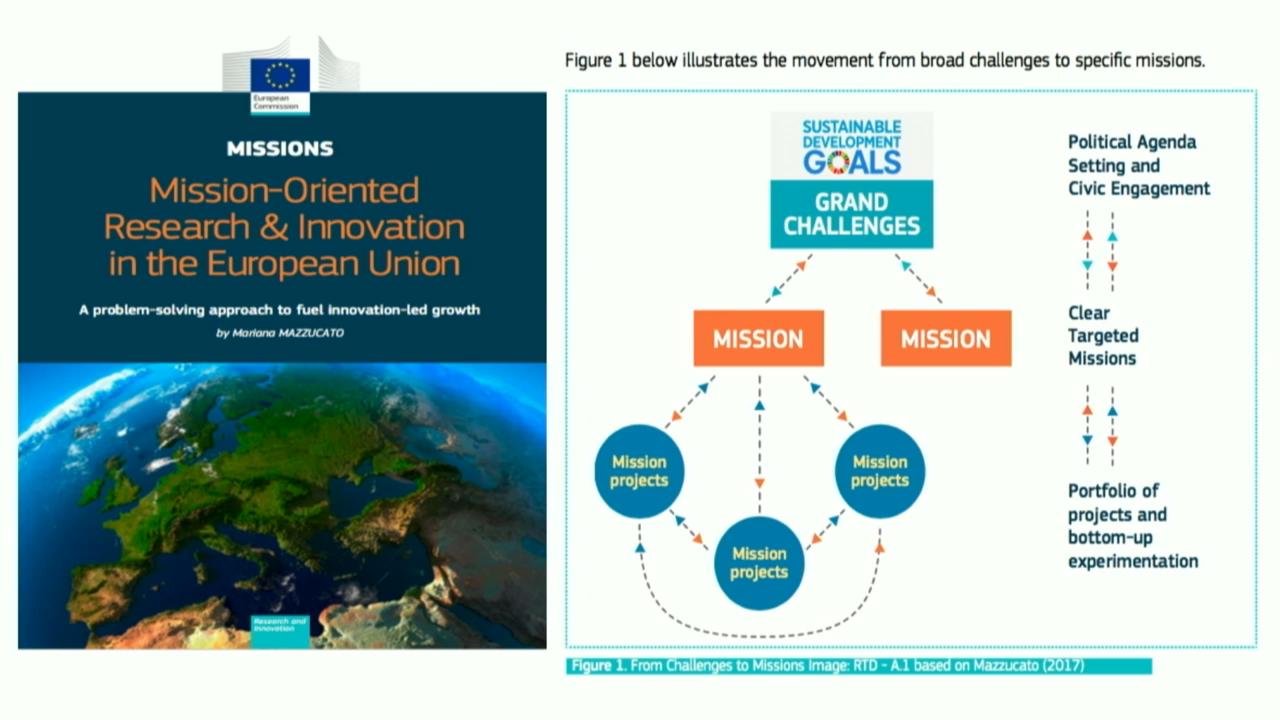 European
Commission
MISSIONS
Mission-Oriented
Research & Innovation
in the European Union
A problem-solving approach to fuel innovation-led growth
by Mariana MAZZUCATO
Research and
Innovation
Figure 1 below illustrates the movement from broad challenges to specific missions.
SUSTAINABLE
DEVELOPMENT
GOALS
GRAND
CHALLENGES
MISSION
MISSION
Mission
projects
Mission
projects
Mission
projects
Political Agenda
Setting and
Civic Engagement
Clear
Targeted
Missions
Portfolio of
projects and
bottom-up
experimentation
Figure 1. From Challenges to Missions Image: RTD - A.1 based on Mazzucato (2017)